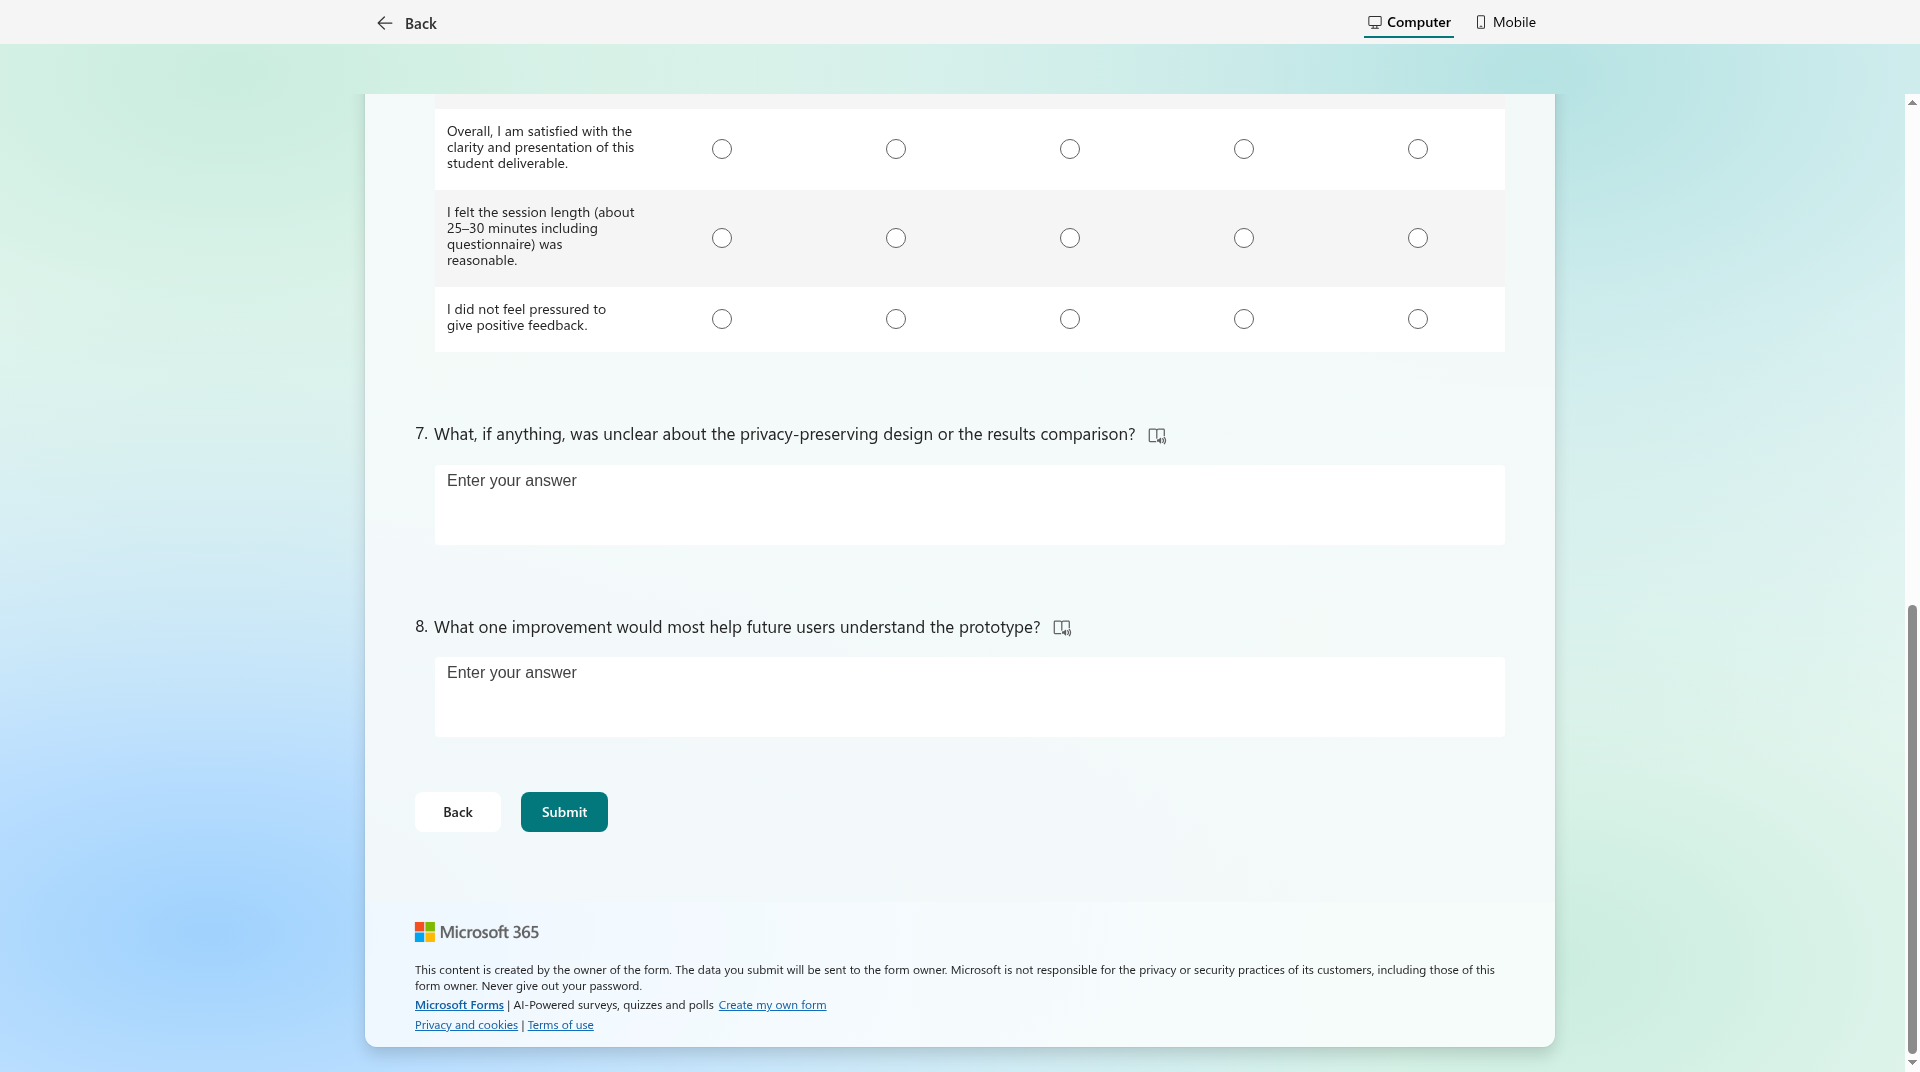 Back
Computer
Mobile
Overall, I am satisfied with the
clarity and presentation of this
student deliverable.
I felt the session length (about
25–30 minutes including
questionnaire) was
reasonable.
I did not feel pressured to
give positive feedback.
7. What, if anything, was unclear about the privacy-preserving design or the results comparison?
Enter your answer
8. What one improvement would most help future users understand the prototype?
Enter your answer
Back
Submit
Microsoft 365
This content is created by the owner of the form. The data you submit will be sent to the form owner. Microsoft is not responsible for the privacy or security practices of its customers, including those of this
form owner. Never give out your password.
Microsoft Forms | AI-Powered surveys, quizzes and polls Create my own form
Privacy and cookies | Terms of use